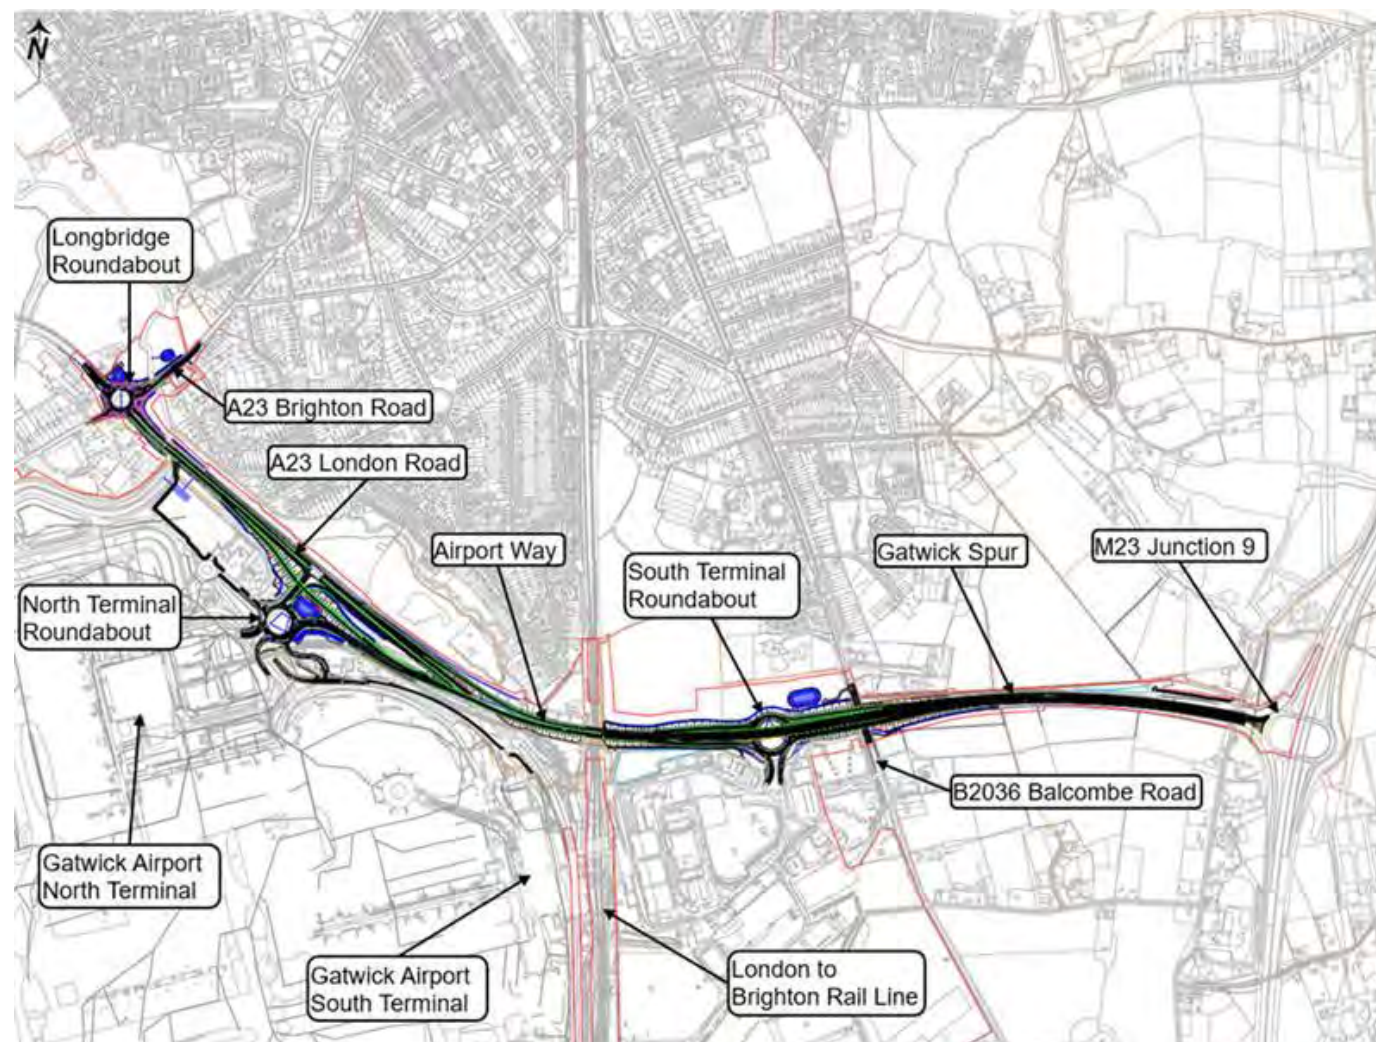 N
Longbridge
Roundabout
A23 Brighton Road
A23 London Road
Airport Way
South Terminal
Roundabout
Gatwick Spur
M23 Junction 9
North Terminal
Roundabout
B2036 Balcombe Road
Gatwick Airport
North Terminal
Gatwick Airport
South Terminal
London to
Brighton Rail Line